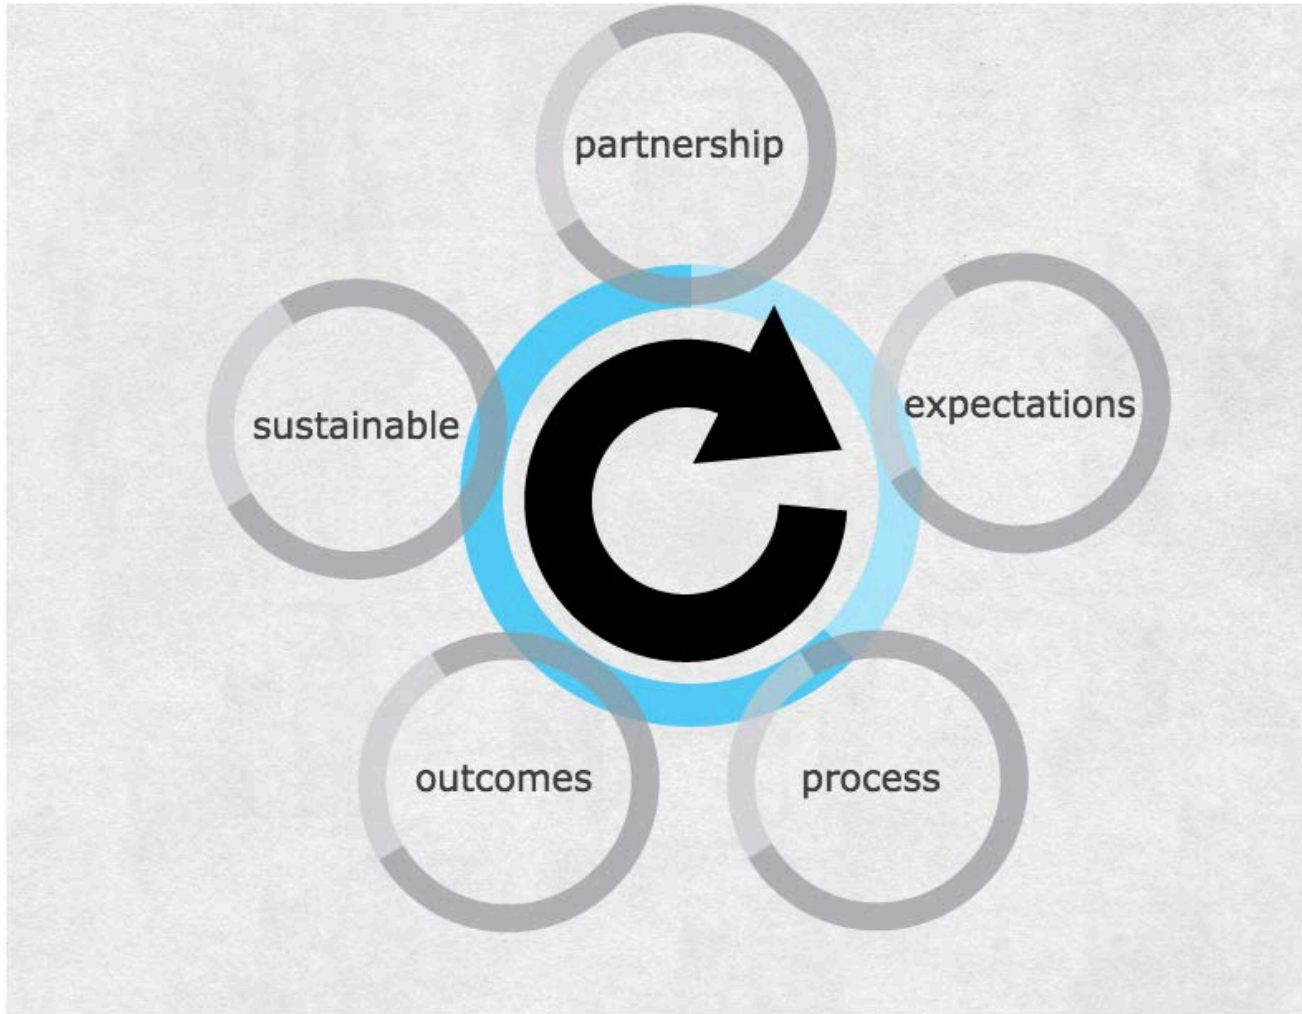 partnership
expectations
sustainable
outcomes
process